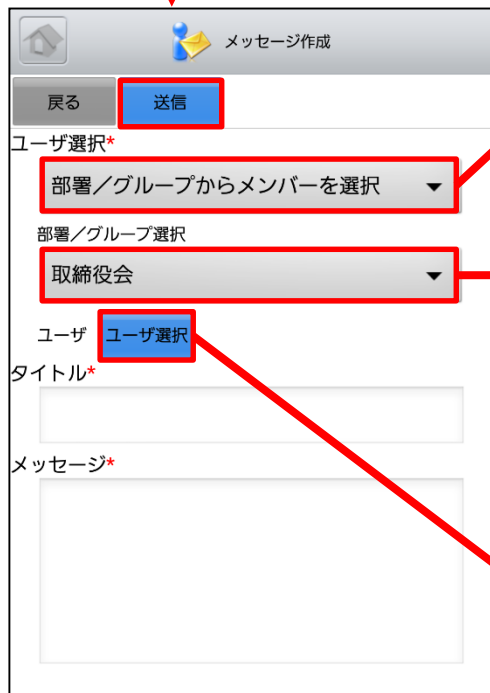 メッセージ作成
戻る 送信
ユーザ選択*
部署／グループからメンバーを選択
部署／グループ選択
取締役会
ユーザ ユーザ選択
タイトル*
メッセージ*